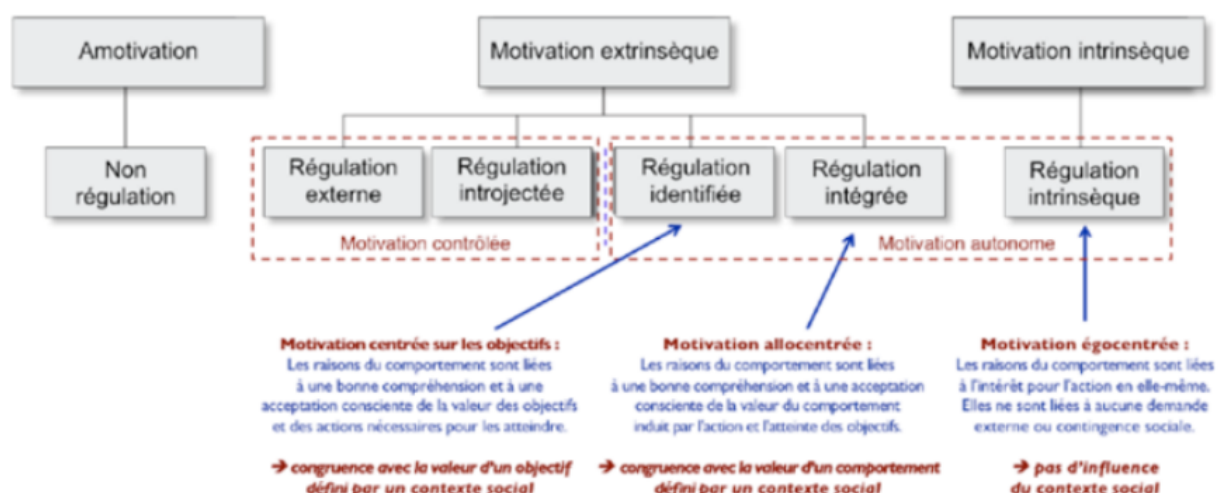 Amotivation
Motivation extrinsèque
Motivation intrinsèque
Non
régulation
Régulation
externe
Régulation
introjectée
Régulation
identifiée
Régulation
intégrée
Régulation
intrinsèque
Motivation contrôlée
Motivation autonome
Motivation centrée sur les objectifs :
Les raisons du comportement sont liées
à une bonne compréhension et à une
acceptation consciente de la valeur des objectifs
et des actions nécessaires pour les atteindre.
→ congruence avec la valeur d'un objectif
défini par un contexte social
Motivation allocentrée :
Les raisons du comportement sont liées
à une bonne compréhension et à une acceptation
consciente de la valeur du comportement
induit par l'action et l'atteinte des objectifs.
→ congruence avec la valeur d'un comportement
défini par un contexte social
Motivation égocentrée :
Les raisons du comportement sont liées
à l'intérêt pour l'action en elle-même.
Elles ne sont liées à aucune demande
externe ou contingence sociale.
→ pas d'influence
du contexte social